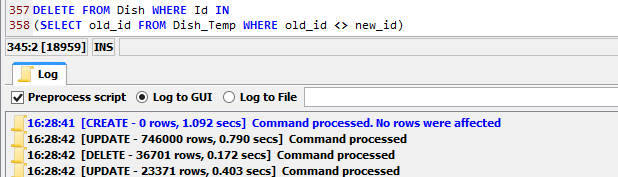 357 DELETE FROM Dish WHERE Id IN
358 (SELECT old_id FROM Dish_Temp WHERE old_id <> new_id)
345:2 [18959] INS
Log
Preprocess script Log to GUI Log to File
16:28:41 [CREATE - 0 rows, 1.092 secs] Command processed. No rows were affected
16:28:42 [UPDATE - 746000 rows, 0.790 secs] Command processed
16:28:42 [DELETE - 36701 rows, 0.172 secs] Command processed
16:28:42 [UPDATE - 23371 rows, 0.403 secs] Command processed